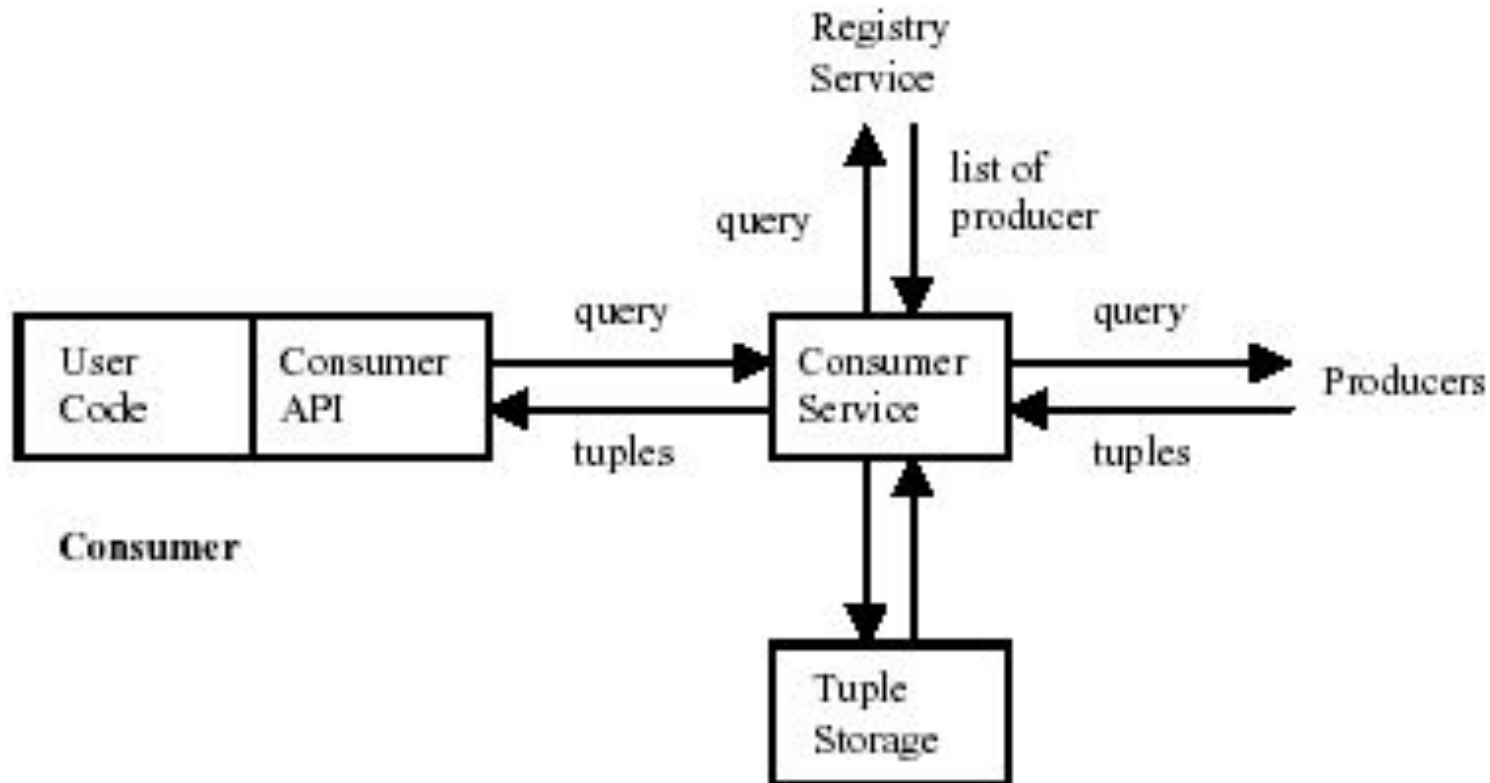 Registry
Service
list of
producer
query
query
query
User
Code
Consumer
API
Consumer
Service
Producers
tuples
tuples
Consumer
Tuple
Storage